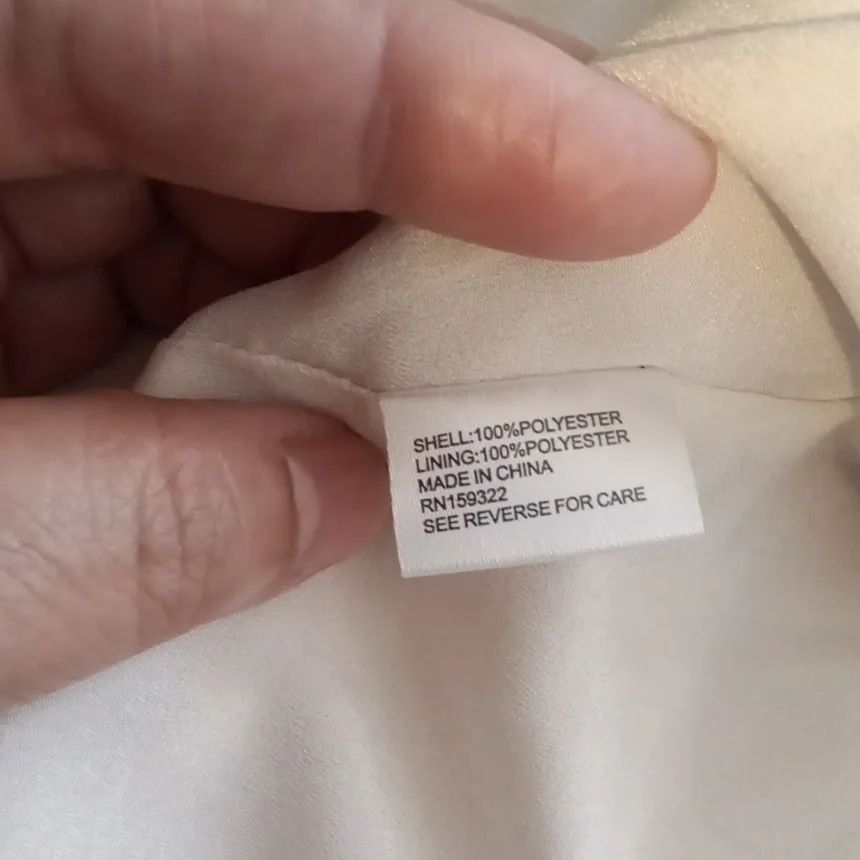 SHELL:100%POLYESTER
LINING:100%POLYESTER
MADE IN CHINA
RN159322
SEE REVERSE FOR CARE